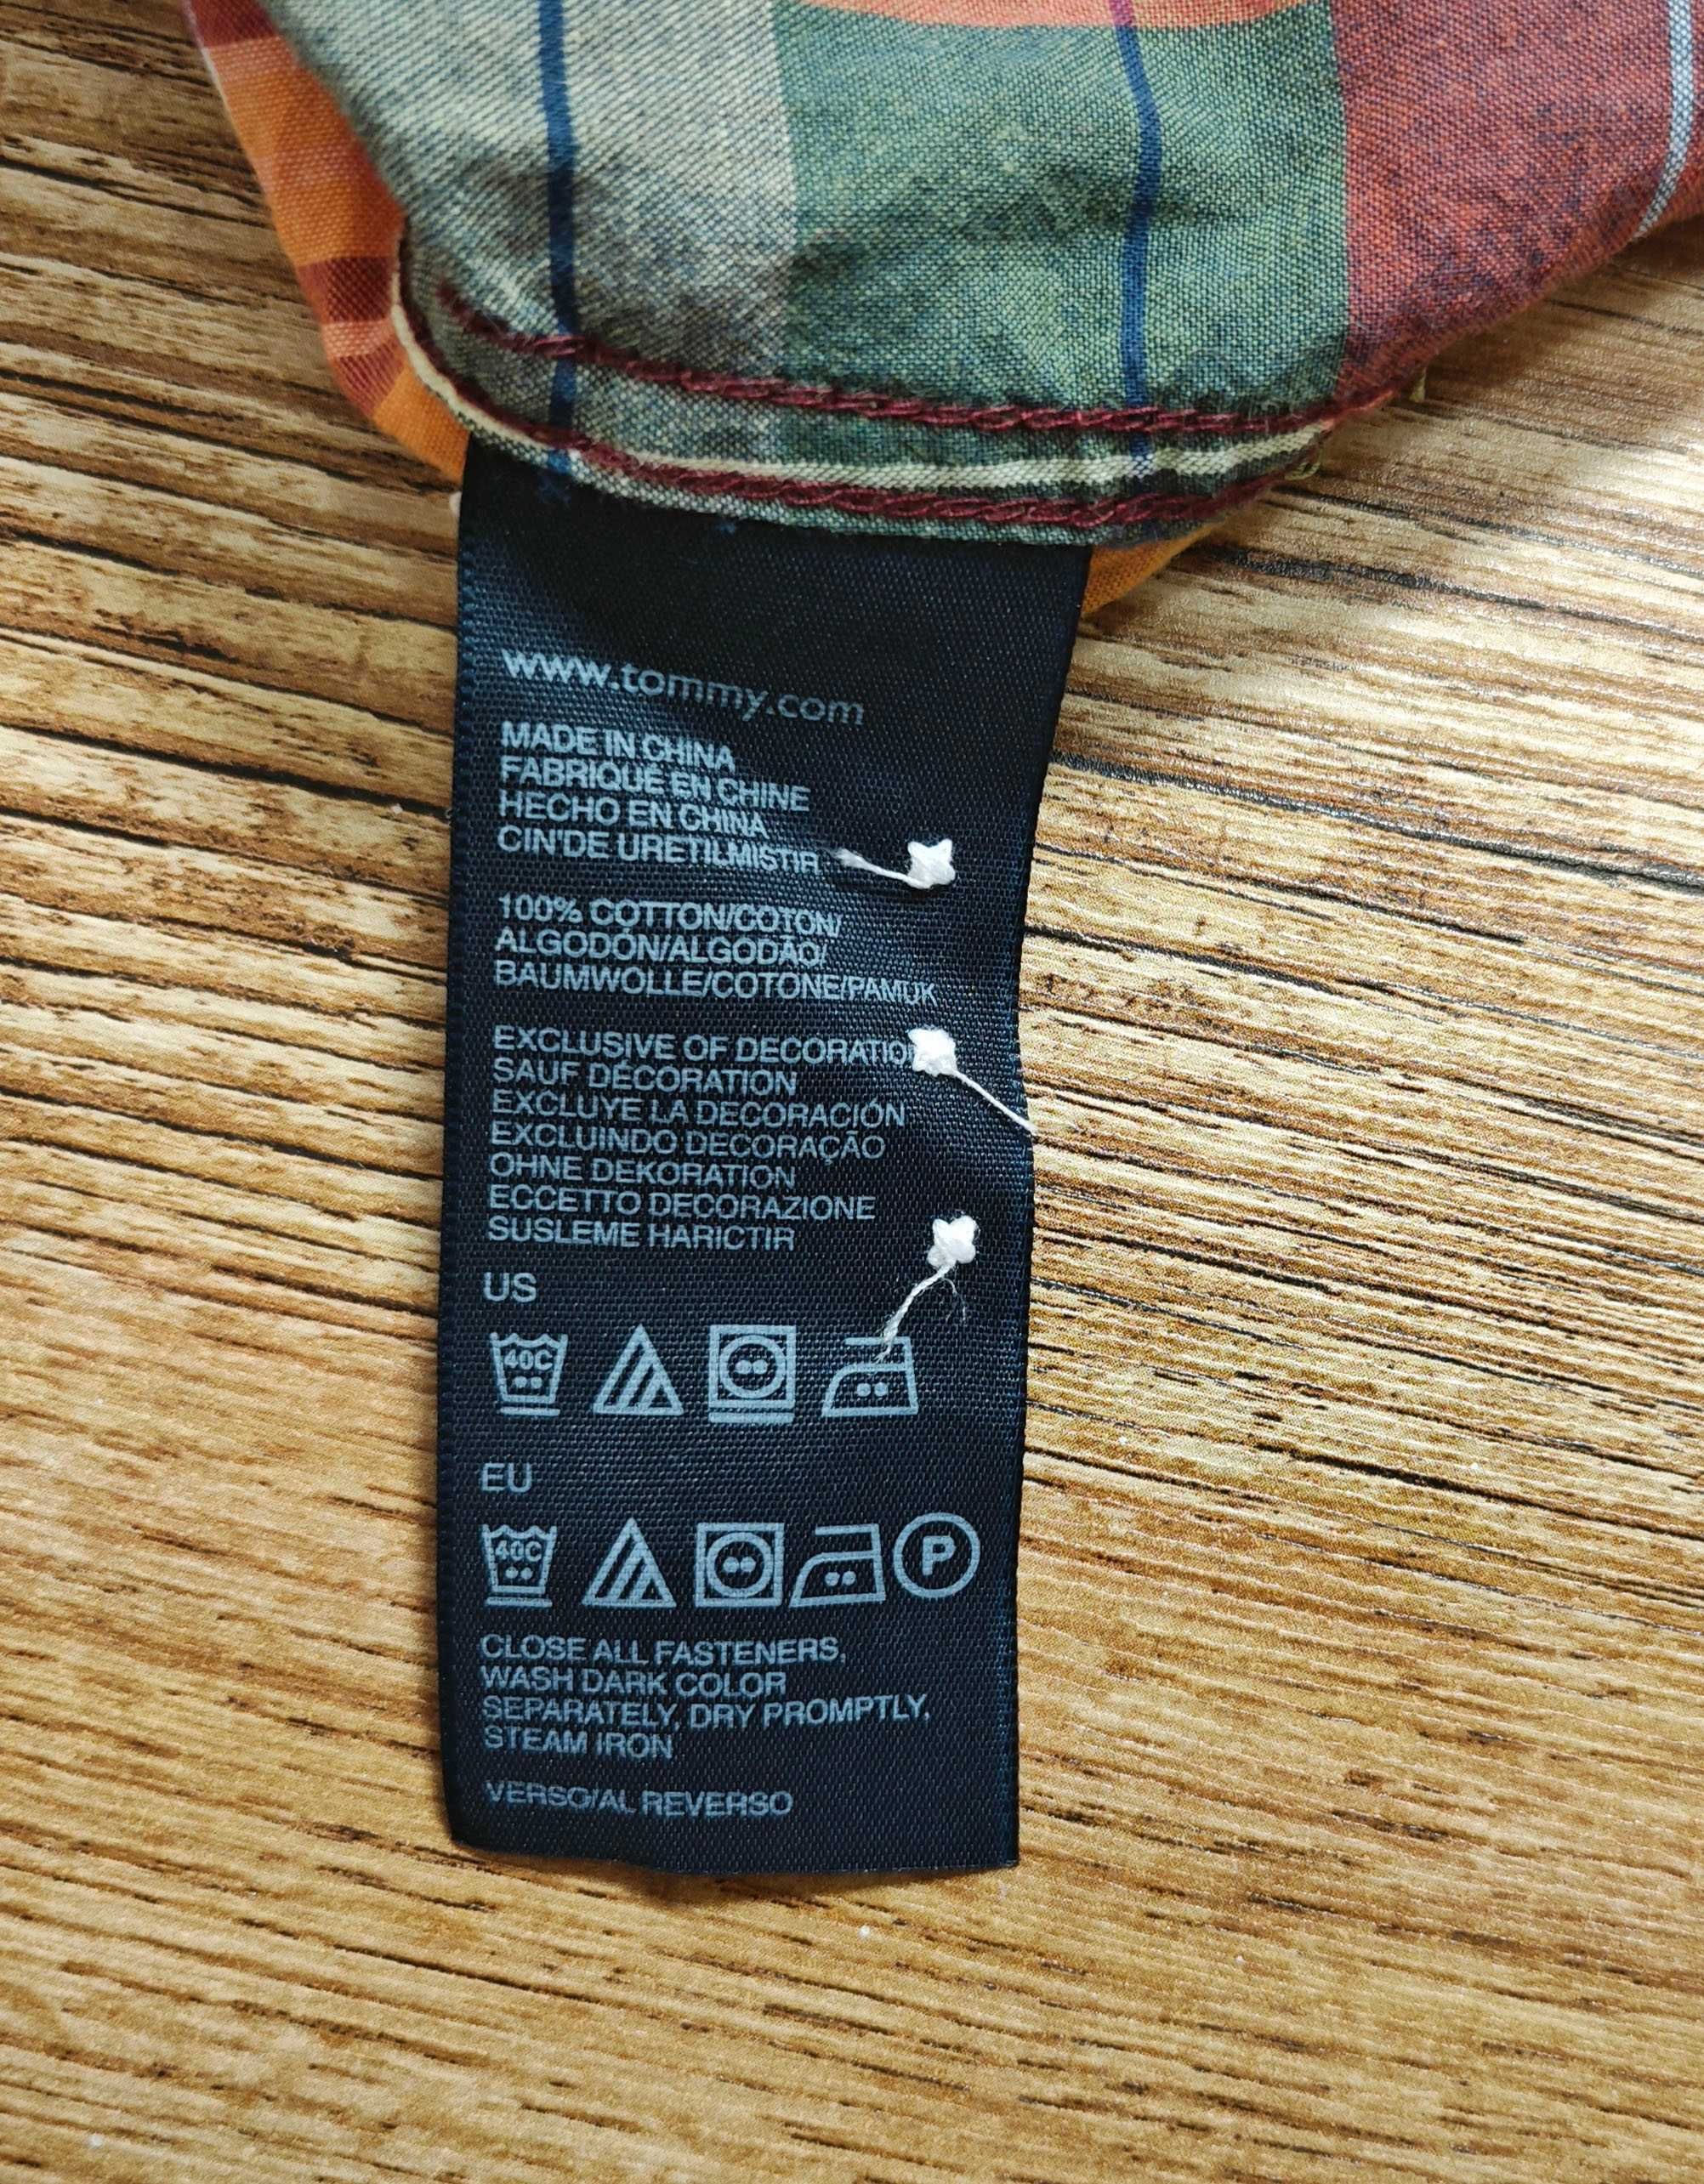 www.tommy.com
MADE IN CHINA
FABRIQUÉ EN CHINE
HECHO EN CHINA
CIN'DE URETILMISTIR
100% COTTON/COTON/
ALGODÓN/ALGODÃO/
BAUMWOLLE/COTONE/PAMUK
EXCLUSIVE OF DECORATION
SAUF DÉCORATION
EXCLUYE LA DECORACIÓN
EXCLUINDO DECORAÇÃO
OHNE DEKORATION
ECCETTO DECORAZIONE
SUSLEME HARICTIR
US
40C
EU
40C P
CLOSE ALL FASTENERS,
WASH DARK COLOR
SEPARATELY, DRY PROMPTLY,
STEAM IRON
VERSO/AL REVERSO